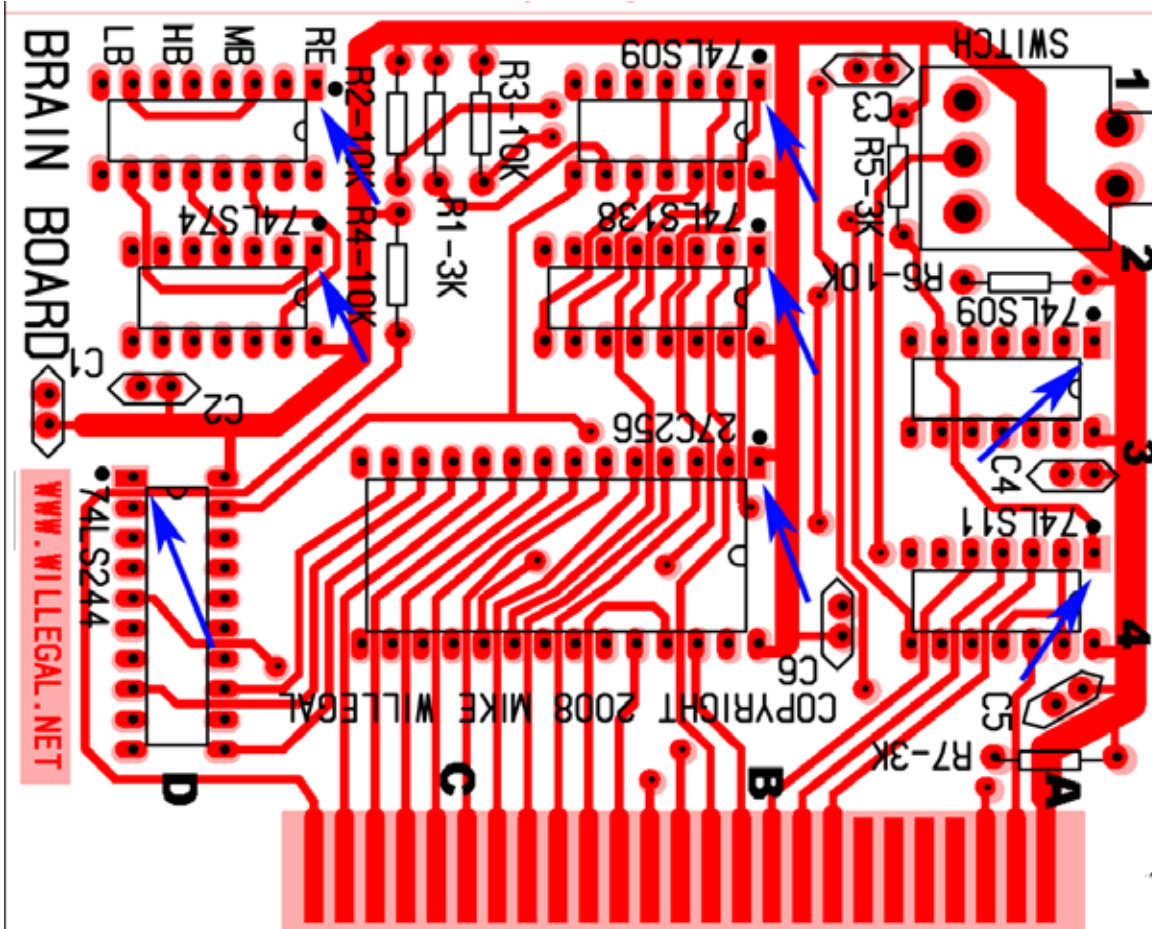 BRAIN BOARD
LB
HB
MB
RE
R2-10K
R3-10K
74LS09
SWITCH
1
C3
R5-3K
74LS74
R4-10K
R1-3K
74LS138
2
R6-10K
74LS09
C1
C2
27C256
3
C4
WWW.WILLEGAL.NET
74LS244
74LS11
4
C6
COPYRIGHT 2008 MIKE WILLEGAL
C5
R7-3K
D
C
B
A